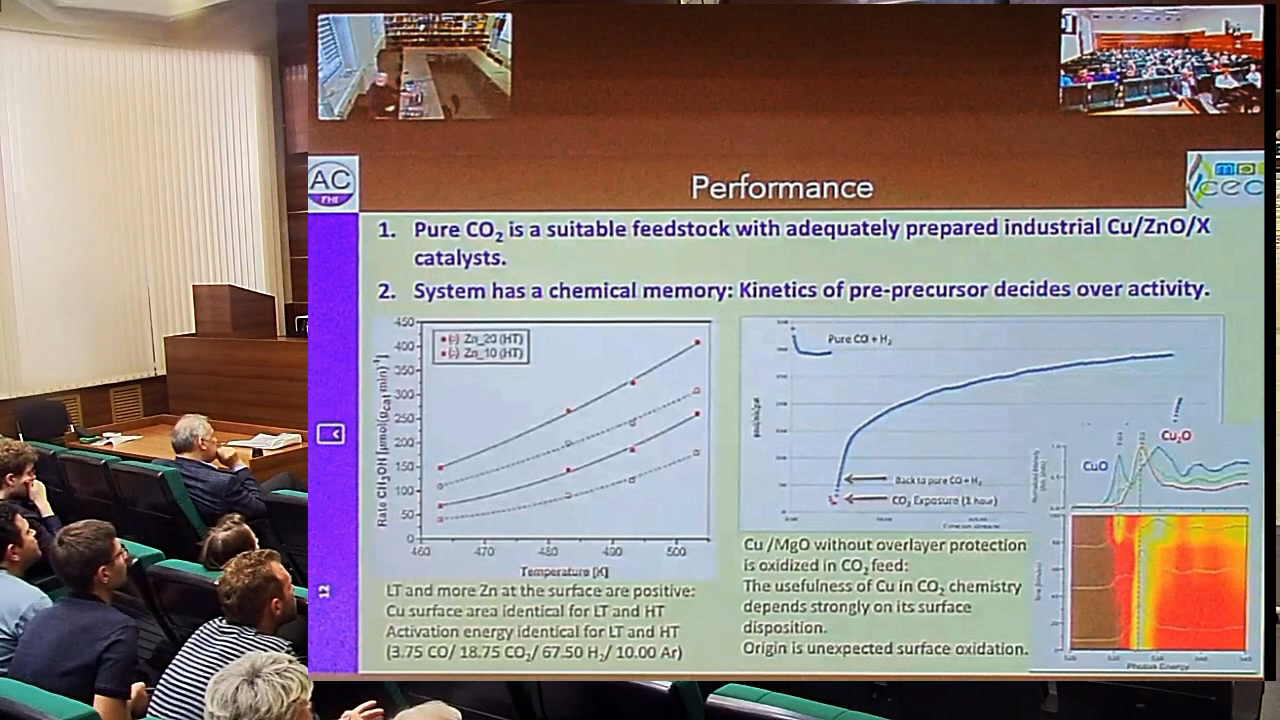 AC
FHI
cec
Performance
1. Pure CO₂ is a suitable feedstock with adequately prepared industrial Cu/ZnO/X
catalysts.
2. System has a chemical memory: Kinetics of pre-precursor decides over activity.
450
400
350
300
250
200
150
100
50
0
Zn_20 (HT)
Zn_10 (HT)
460 470 480 490 500
Temperature [K]
Pure CO + H₂
Back to pure CO + H₂
CO₂ Exposure (1 hour)
Cu₂O
CuO
Photon Energy
LT and more Zn at the surface are positive:
Cu surface area identical for LT and HT
Activation energy identical for LT and HT
(3.75 CO/ 18.75 CO₂/ 67.50 H₂/ 10.00 Ar)
Cu /MgO without overlayer protection
is oxidized in CO₂ feed:
The usefulness of Cu in CO₂ chemistry
depends strongly on its surface
disposition.
Origin is unexpected surface oxidation.
12